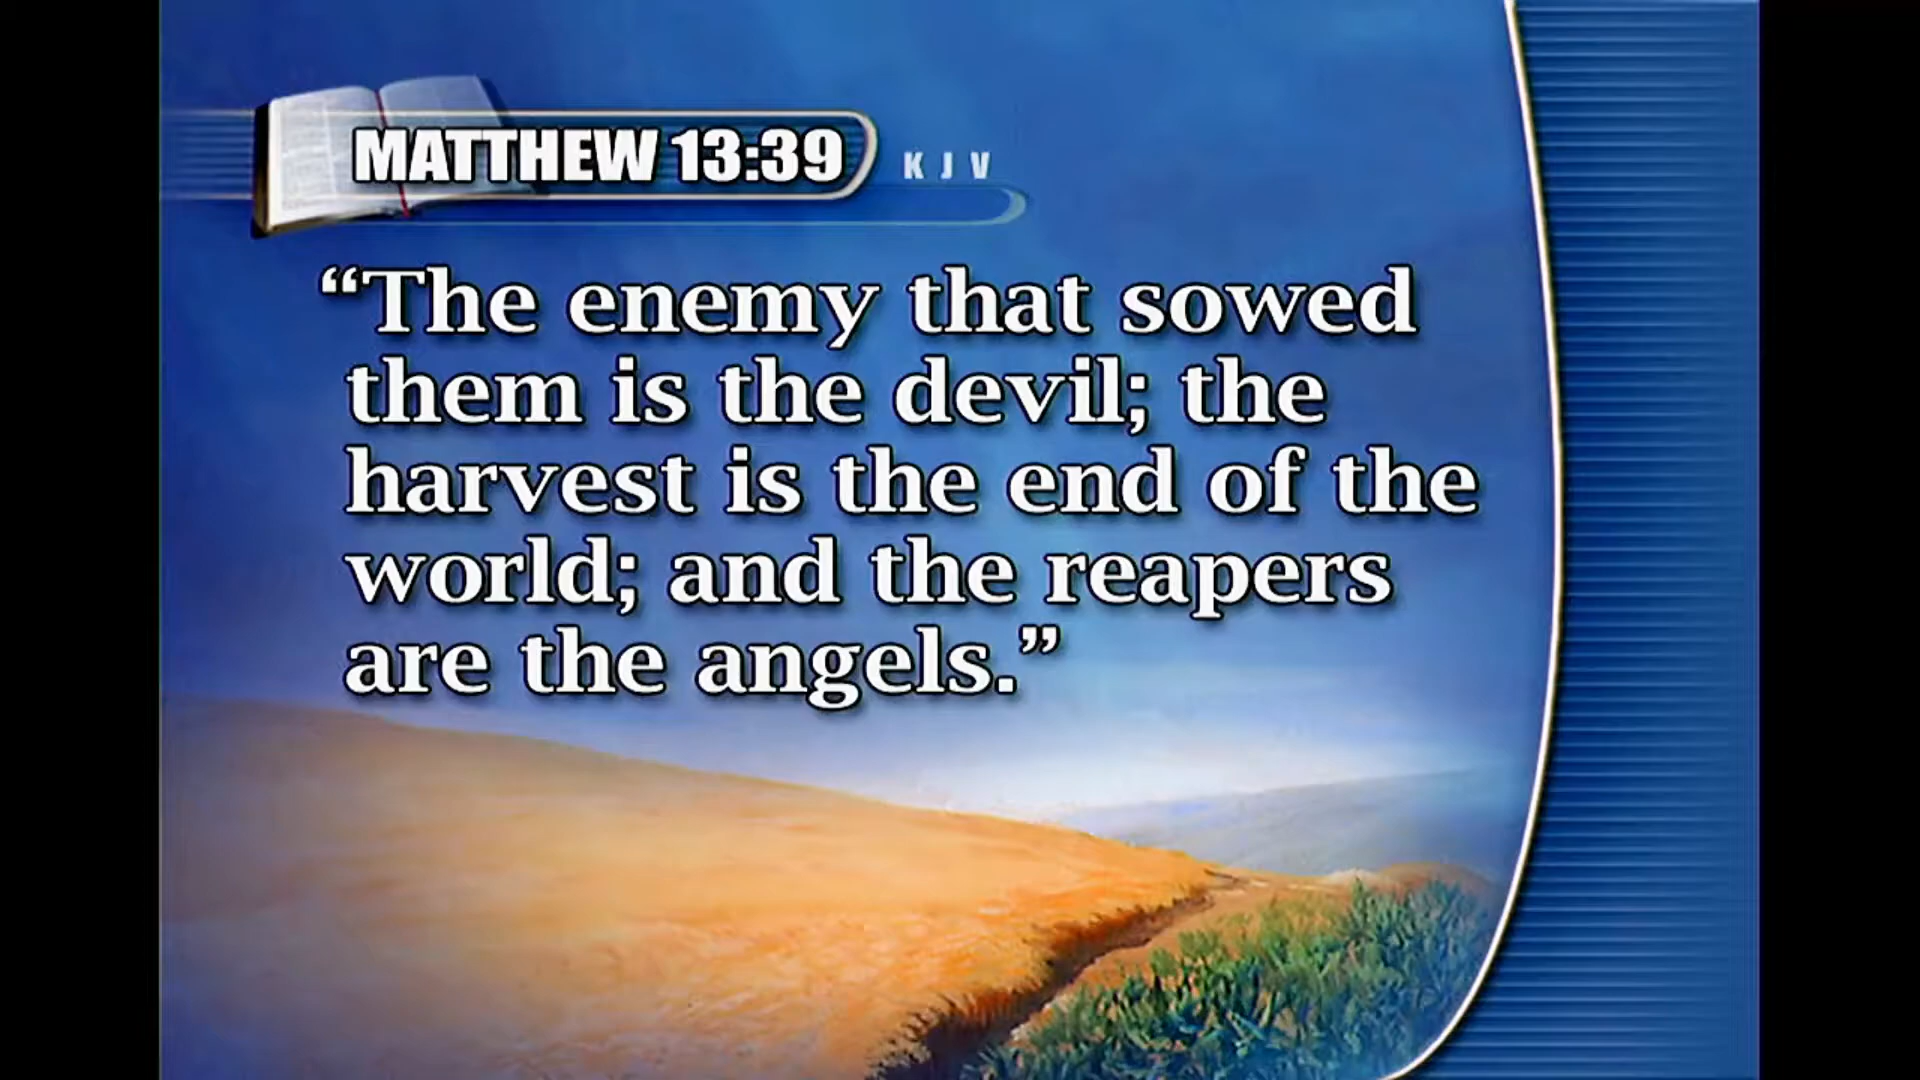 MATTHEW 13:39 KJV
“The enemy that sowed
them is the devil; the
harvest is the end of the
world; and the reapers
are the angels.”